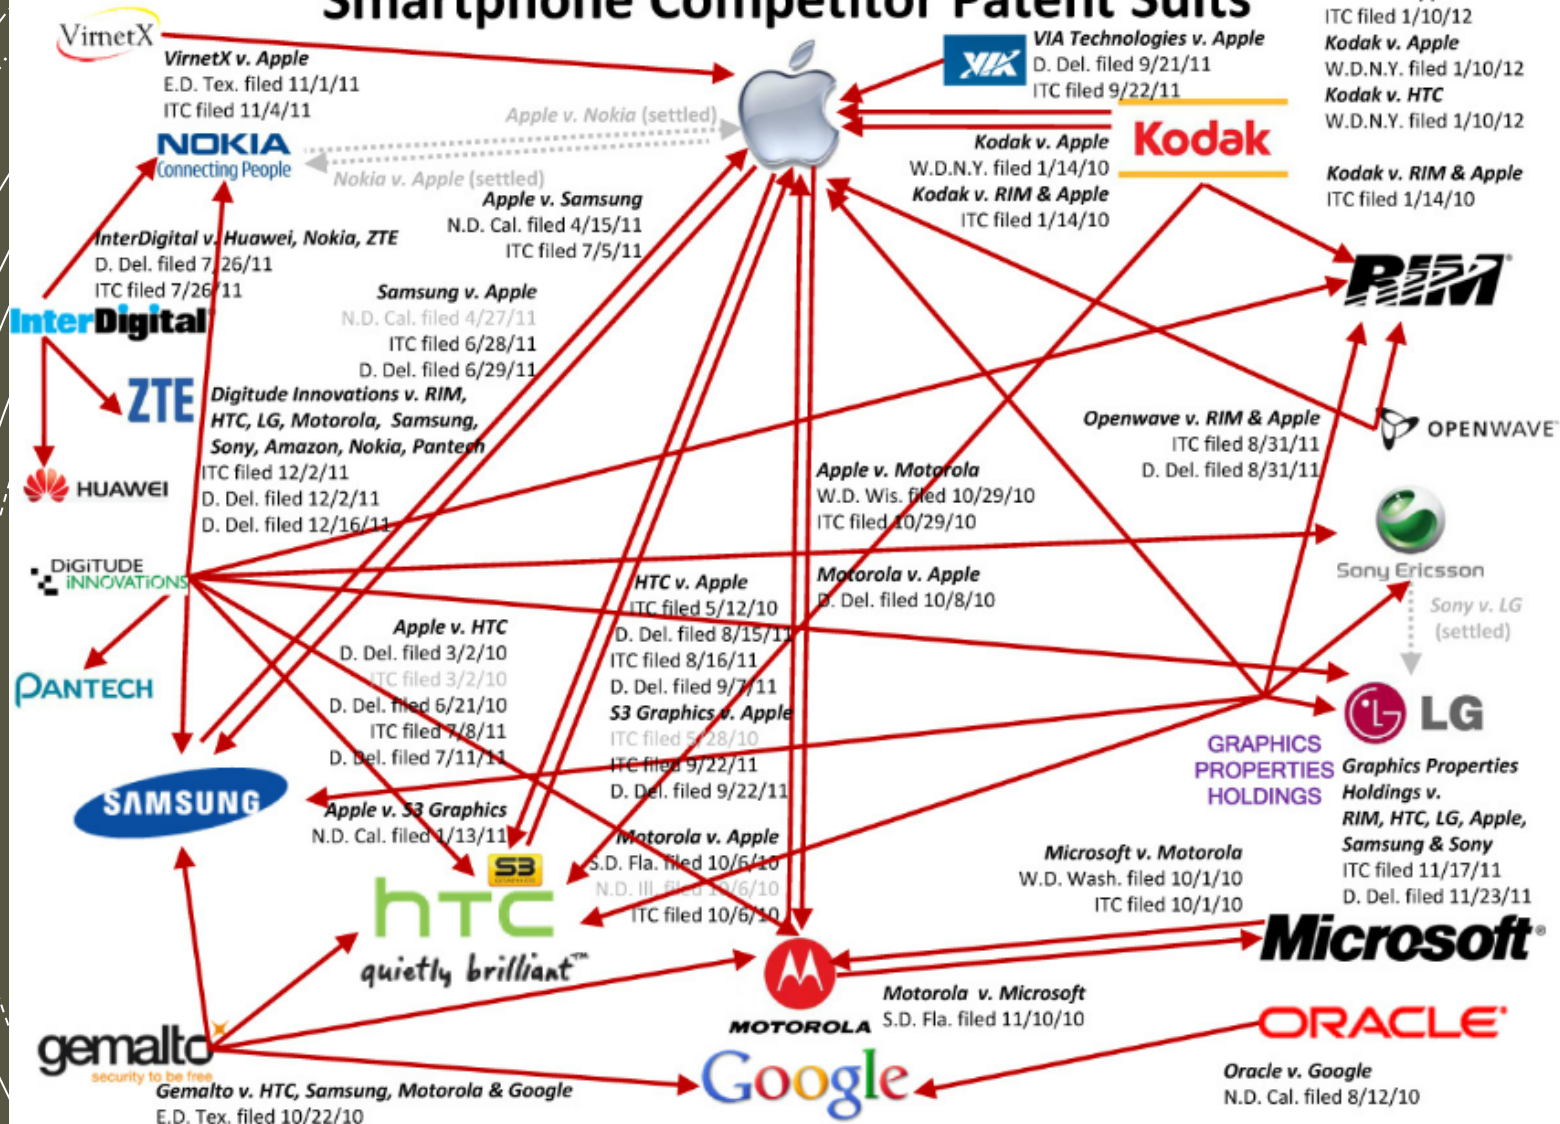 Smartphone Competitor Patent Suits
VirnetX
VirnetX v. Apple
E.D. Tex. filed 11/1/11
ITC filed 11/4/11
VIA
VIA Technologies v. Apple
D. Del. filed 9/21/11
ITC filed 9/22/11
ITC filed 1/10/12
Kodak v. Apple
W.D.N.Y. filed 1/10/12
Kodak v. HTC
W.D.N.Y. filed 1/10/12
Kodak v. RIM & Apple
ITC filed 1/14/10
Kodak
Kodak v. Apple
W.D.N.Y. filed 1/14/10
Kodak v. RIM & Apple
ITC filed 1/14/10
NOKIA
Connecting People
Apple v. Nokia (settled)
Nokia v. Apple (settled)
Apple v. Samsung
N.D. Cal. filed 4/15/11
ITC filed 7/5/11
InterDigital v. Huawei, Nokia, ZTE
D. Del. filed 7/26/11
ITC filed 7/26/11
InterDigital
Samsung v. Apple
N.D. Cal. filed 4/27/11
ITC filed 6/28/11
D. Del. filed 6/29/11
RIM
ZTE
Digitude Innovations v. RIM,
HTC, LG, Motorola, Samsung,
Sony, Amazon, Nokia, Pantech
ITC filed 12/2/11
D. Del. filed 12/2/11
D. Del. filed 12/16/11
HUAWEI
Openwave v. RIM & Apple
ITC filed 8/31/11
D. Del. filed 8/31/11
OPENWAVE
Apple v. Motorola
W.D. Wis. filed 10/29/10
ITC filed 10/29/10
DiGiTUDE
iNNOVATiONS
Sony Ericsson
Sony v. LG
(settled)
Motorola v. Apple
D. Del. filed 10/8/10
HTC v. Apple
ITC filed 5/12/10
D. Del. filed 8/15/11
ITC filed 8/16/11
D. Del. filed 9/7/11
S3 Graphics v. Apple
ITC filed 5/28/10
ITC filed 9/22/11
D. Del. filed 9/22/11
Apple v. HTC
D. Del. filed 3/2/10
ITC filed 3/2/10
D. Del. filed 6/21/10
ITC filed 7/8/11
D. Del. filed 7/11/11
PANTECH
LG
GRAPHICS
PROPERTIES
HOLDINGS
Graphics Properties
Holdings v.
RIM, HTC, LG, Apple,
Samsung & Sony
ITC filed 11/17/11
D. Del. filed 11/23/11
SAMSUNG
Apple v. S3 Graphics
N.D. Cal. filed 1/13/11
S3
hTC
quietly brilliant™
Motorola v. Apple
S.D. Fla. filed 10/6/10
N.D. Ill. filed 10/6/10
ITC filed 10/6/10
Microsoft v. Motorola
W.D. Wash. filed 10/1/10
ITC filed 10/1/10
Microsoft®
MOTOROLA
Motorola v. Microsoft
S.D. Fla. filed 11/10/10
gemalto
security to be free
Gemalto v. HTC, Samsung, Motorola & Google
E.D. Tex. filed 10/22/10
Google
ORACLE
Oracle v. Google
N.D. Cal. filed 8/12/10